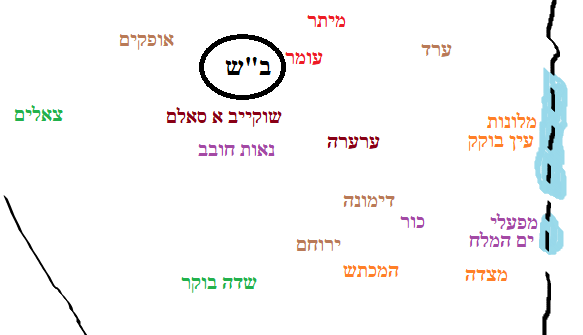 מיתר
אופקים
ערד
עומר
ב"ש
צאלים
שוקייב א סאלם
מלונות
עין בוקק
ערערה
נאות חובב
דימונה
כור
מפעלי
ים המלח
ירוחם
המכתש
מצדה
שדה בוקר